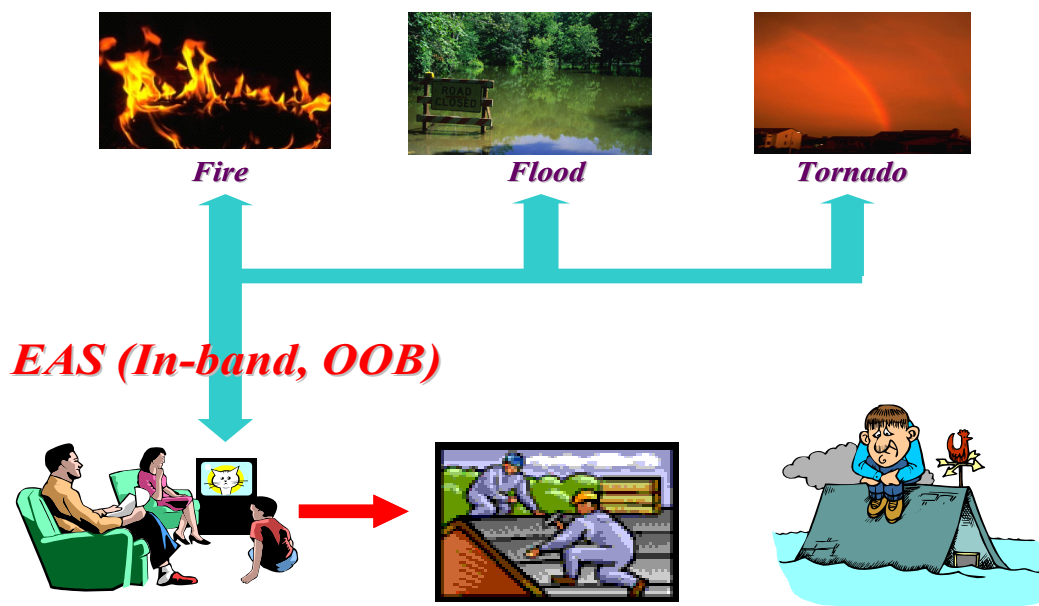 ROAD
CLOSED
Fire
Flood
Tornado
EAS (In-band, OOB)